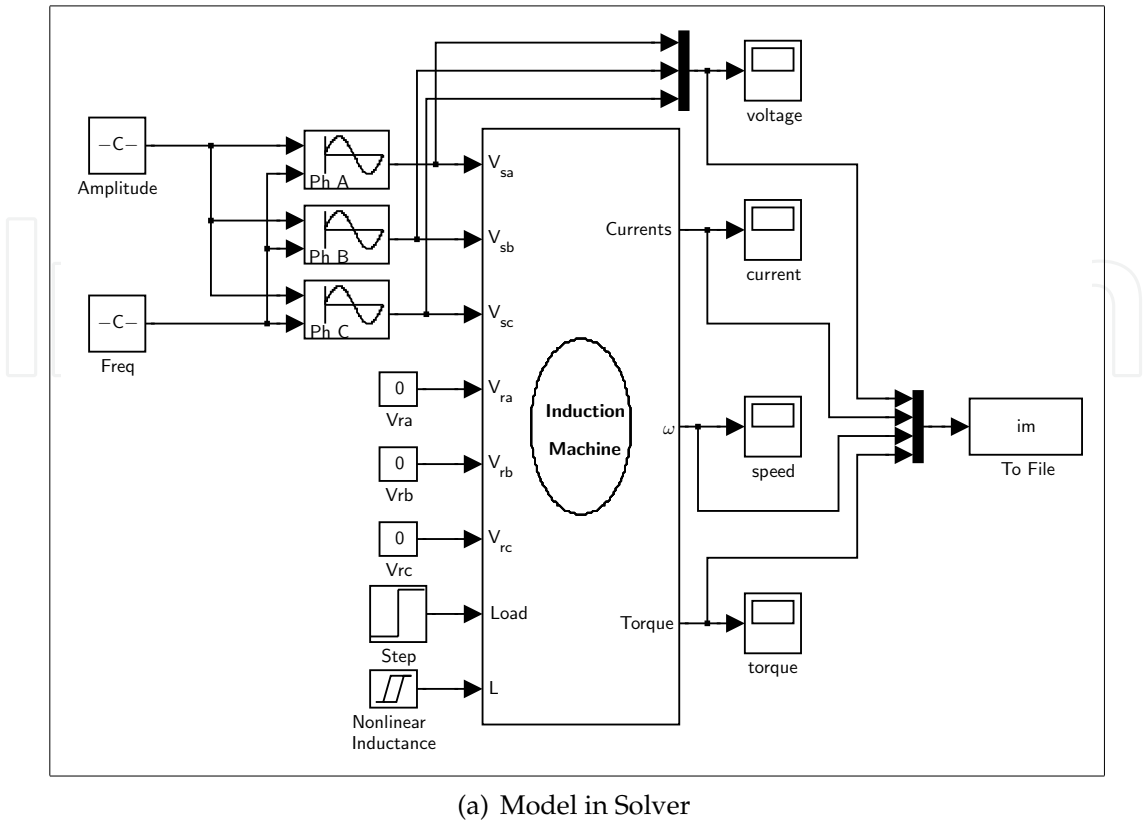 voltage
−C−
Amplitude
Ph A
V_sa
Currents
current
Ph B
V_sb
−C−
Freq
Ph C
V_sc
0
Vra
V_ra
Induction
Machine
ω
speed
im
To File
0
Vrb
V_rb
0
Vrc
V_rc
Step
Load
Torque
torque
Nonlinear
Inductance
L
(a) Model in Solver